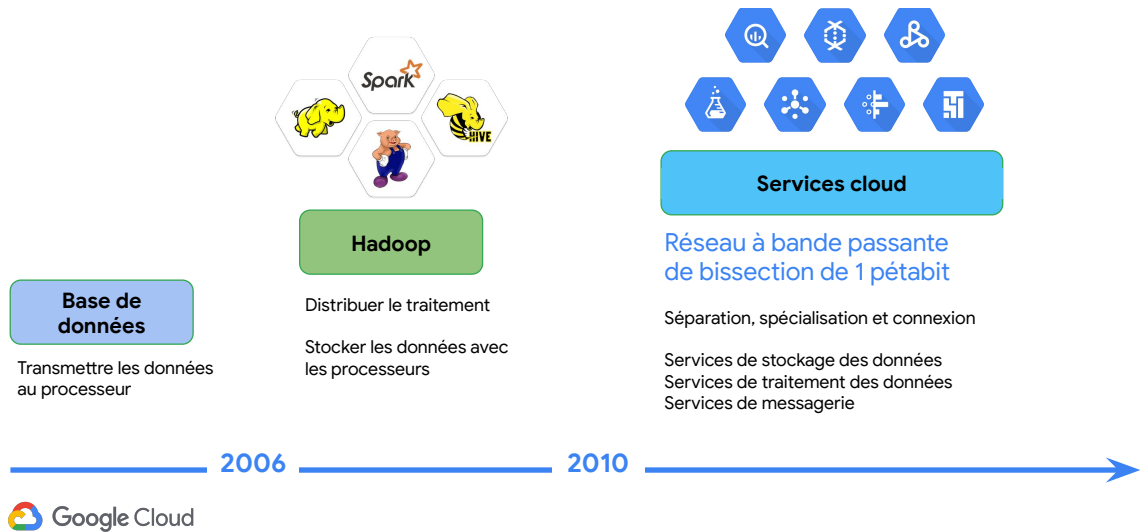 Spark
HIVE
Services cloud
Hadoop
Réseau à bande passante
de bissection de 1 pétabit
Base de
données
Distribuer le traitement
Séparation, spécialisation et connexion
Stocker les données avec
les processeurs
Transmettre les données
au processeur
Services de stockage des données
Services de traitement des données
Services de messagerie
2006
2010
Google Cloud